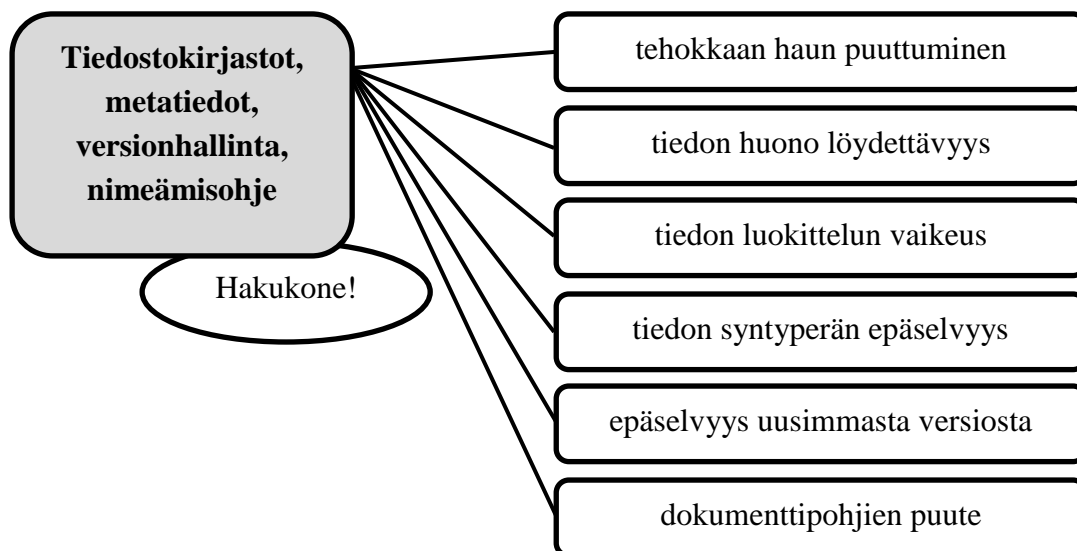 Tiedostokirjastot,
metatiedot,
versionhallinta,
nimeämisohje
Hakukone!
tehokkaan haun puuttuminen
tiedon huono löydettävyys
tiedon luokittelun vaikeus
tiedon syntyperän epäselvyys
epäselvyys uusimmasta versiosta
dokumenttipohjien puute